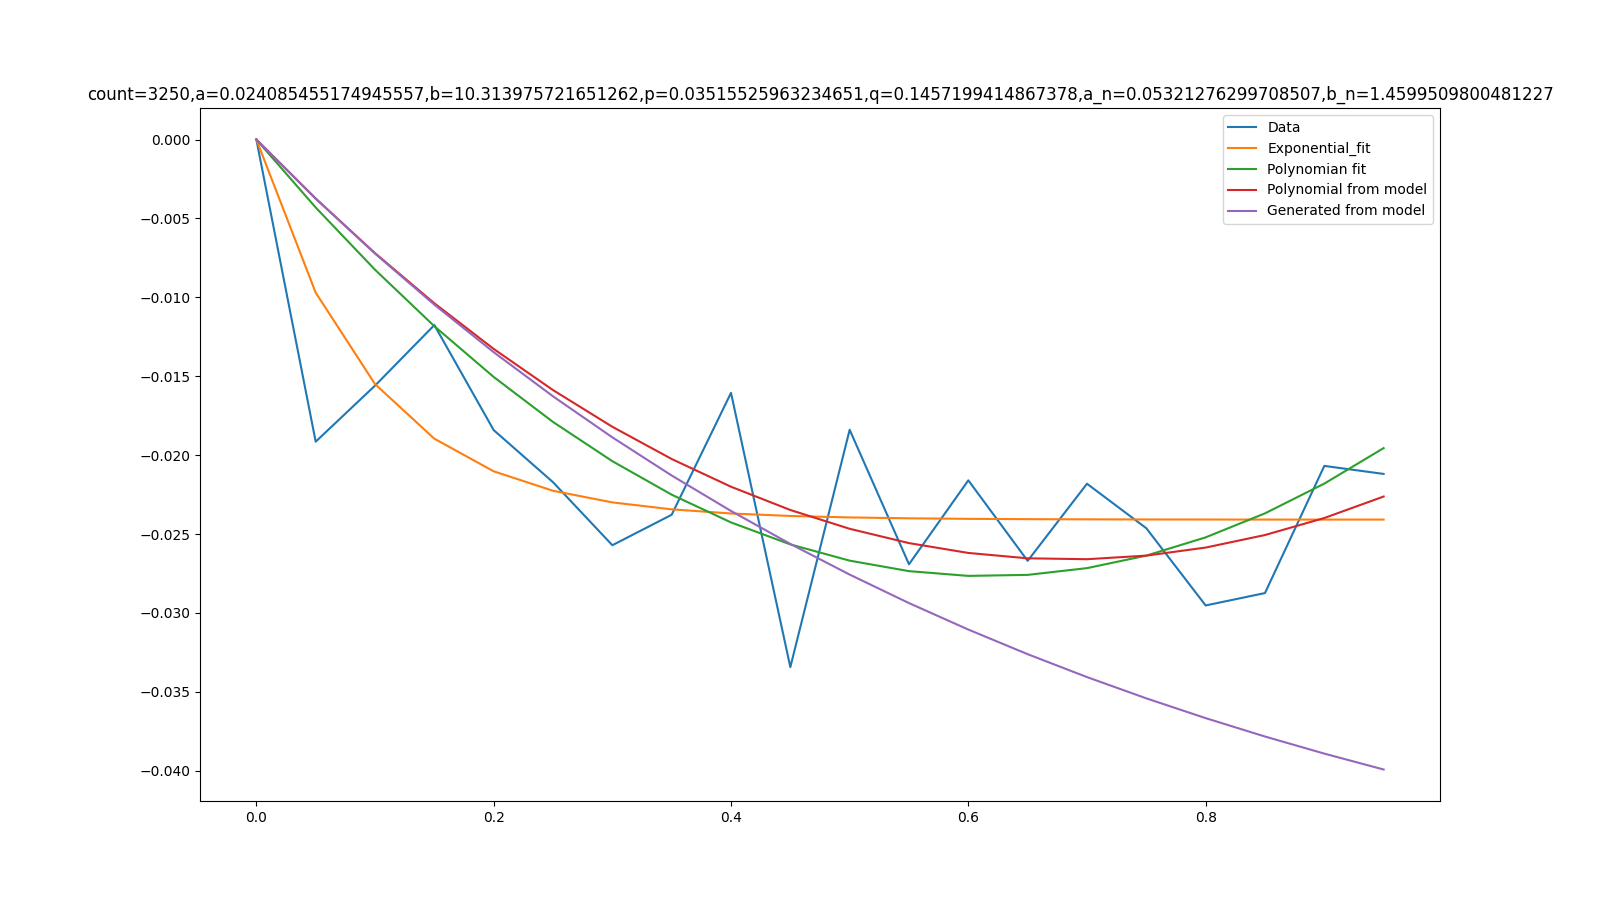 count=3250,a=0.024085455174945557,b=10.313975721651262,p=0.03515525963234651,q=0.1457199414867378,a_n=0.05321276299708507,b_n=1.4599509800481227
Data
Exponential_fit
Polynomian fit
Polynomial from model
Generated from model
0.000
−0.005
−0.010
−0.015
−0.020
−0.025
−0.030
−0.035
−0.040
0.0 0.2 0.4 0.6 0.8